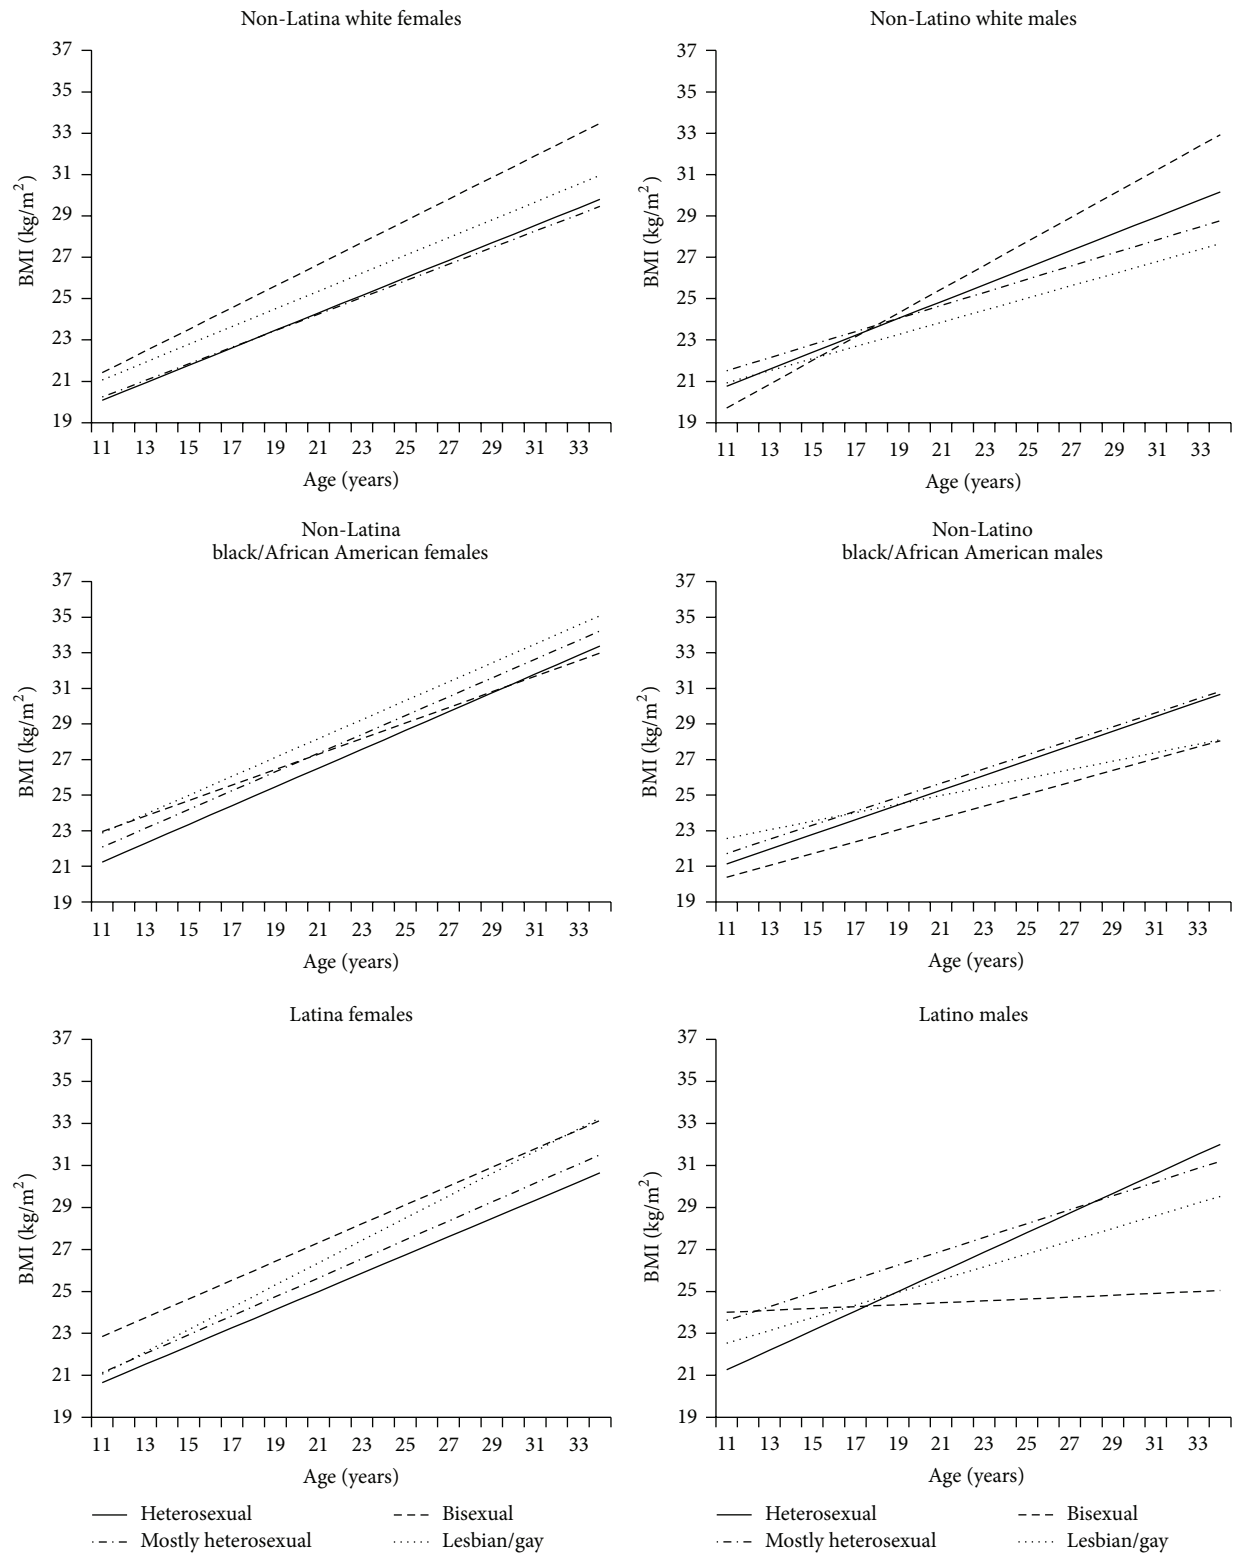 Non-Latina white females
37
35
33
31
29
27
25
23
21
19
BMI (kg/m2)
11 13 15 17 19 21 23 25 27 29 31 33
Age (years)
Non-Latino white males
37
35
33
31
29
27
25
23
21
19
BMI (kg/m2)
11 13 15 17 19 21 23 25 27 29 31 33
Age (years)
Non-Latina
black/African American females
37
35
33
31
29
27
25
23
21
19
BMI (kg/m2)
11 13 15 17 19 21 23 25 27 29 31 33
Age (years)
Non-Latino
black/African American males
37
35
33
31
29
27
25
23
21
19
BMI (kg/m2)
11 13 15 17 19 21 23 25 27 29 31 33
Age (years)
Latina females
37
35
33
31
29
27
25
23
21
19
BMI (kg/m2)
11 13 15 17 19 21 23 25 27 29 31 33
Age (years)
Latino males
37
35
33
31
29
27
25
23
21
19
BMI (kg/m2)
11 13 15 17 19 21 23 25 27 29 31 33
Age (years)
Heterosexual
Mostly heterosexual
Bisexual
Lesbian/gay
Heterosexual
Mostly heterosexual
Bisexual
Lesbian/gay